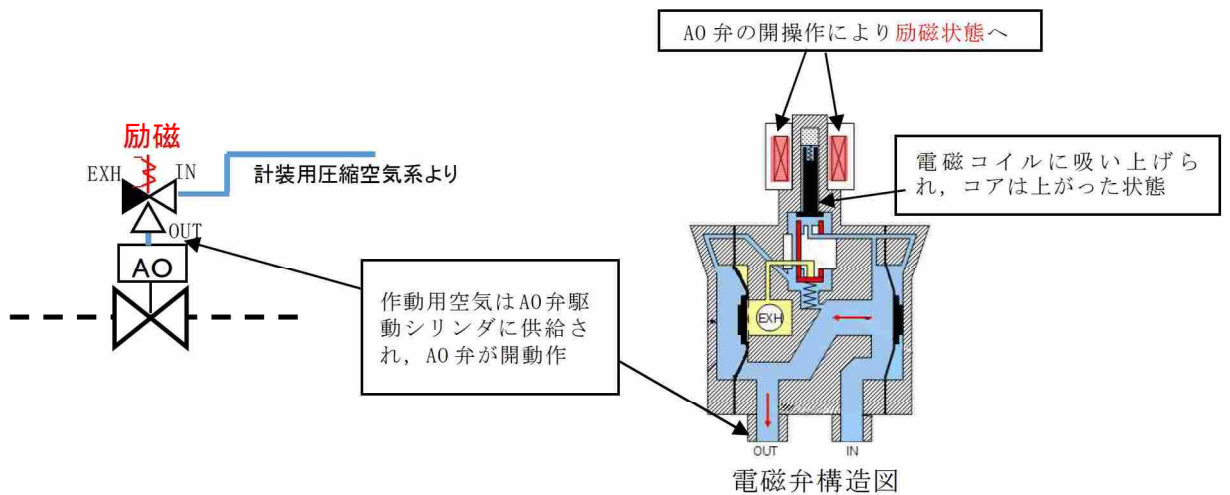 AO弁の開操作により励磁状態へ
励磁
EXH
IN
計装用圧縮空気系より
OUT
AO
電磁コイルに吸い上げら
れ，コアは上がった状態
作動用空気はAO弁駆
動シリンダに供給さ
れ，AO弁が開動作
EXH
OUT
IN
電磁弁構造図